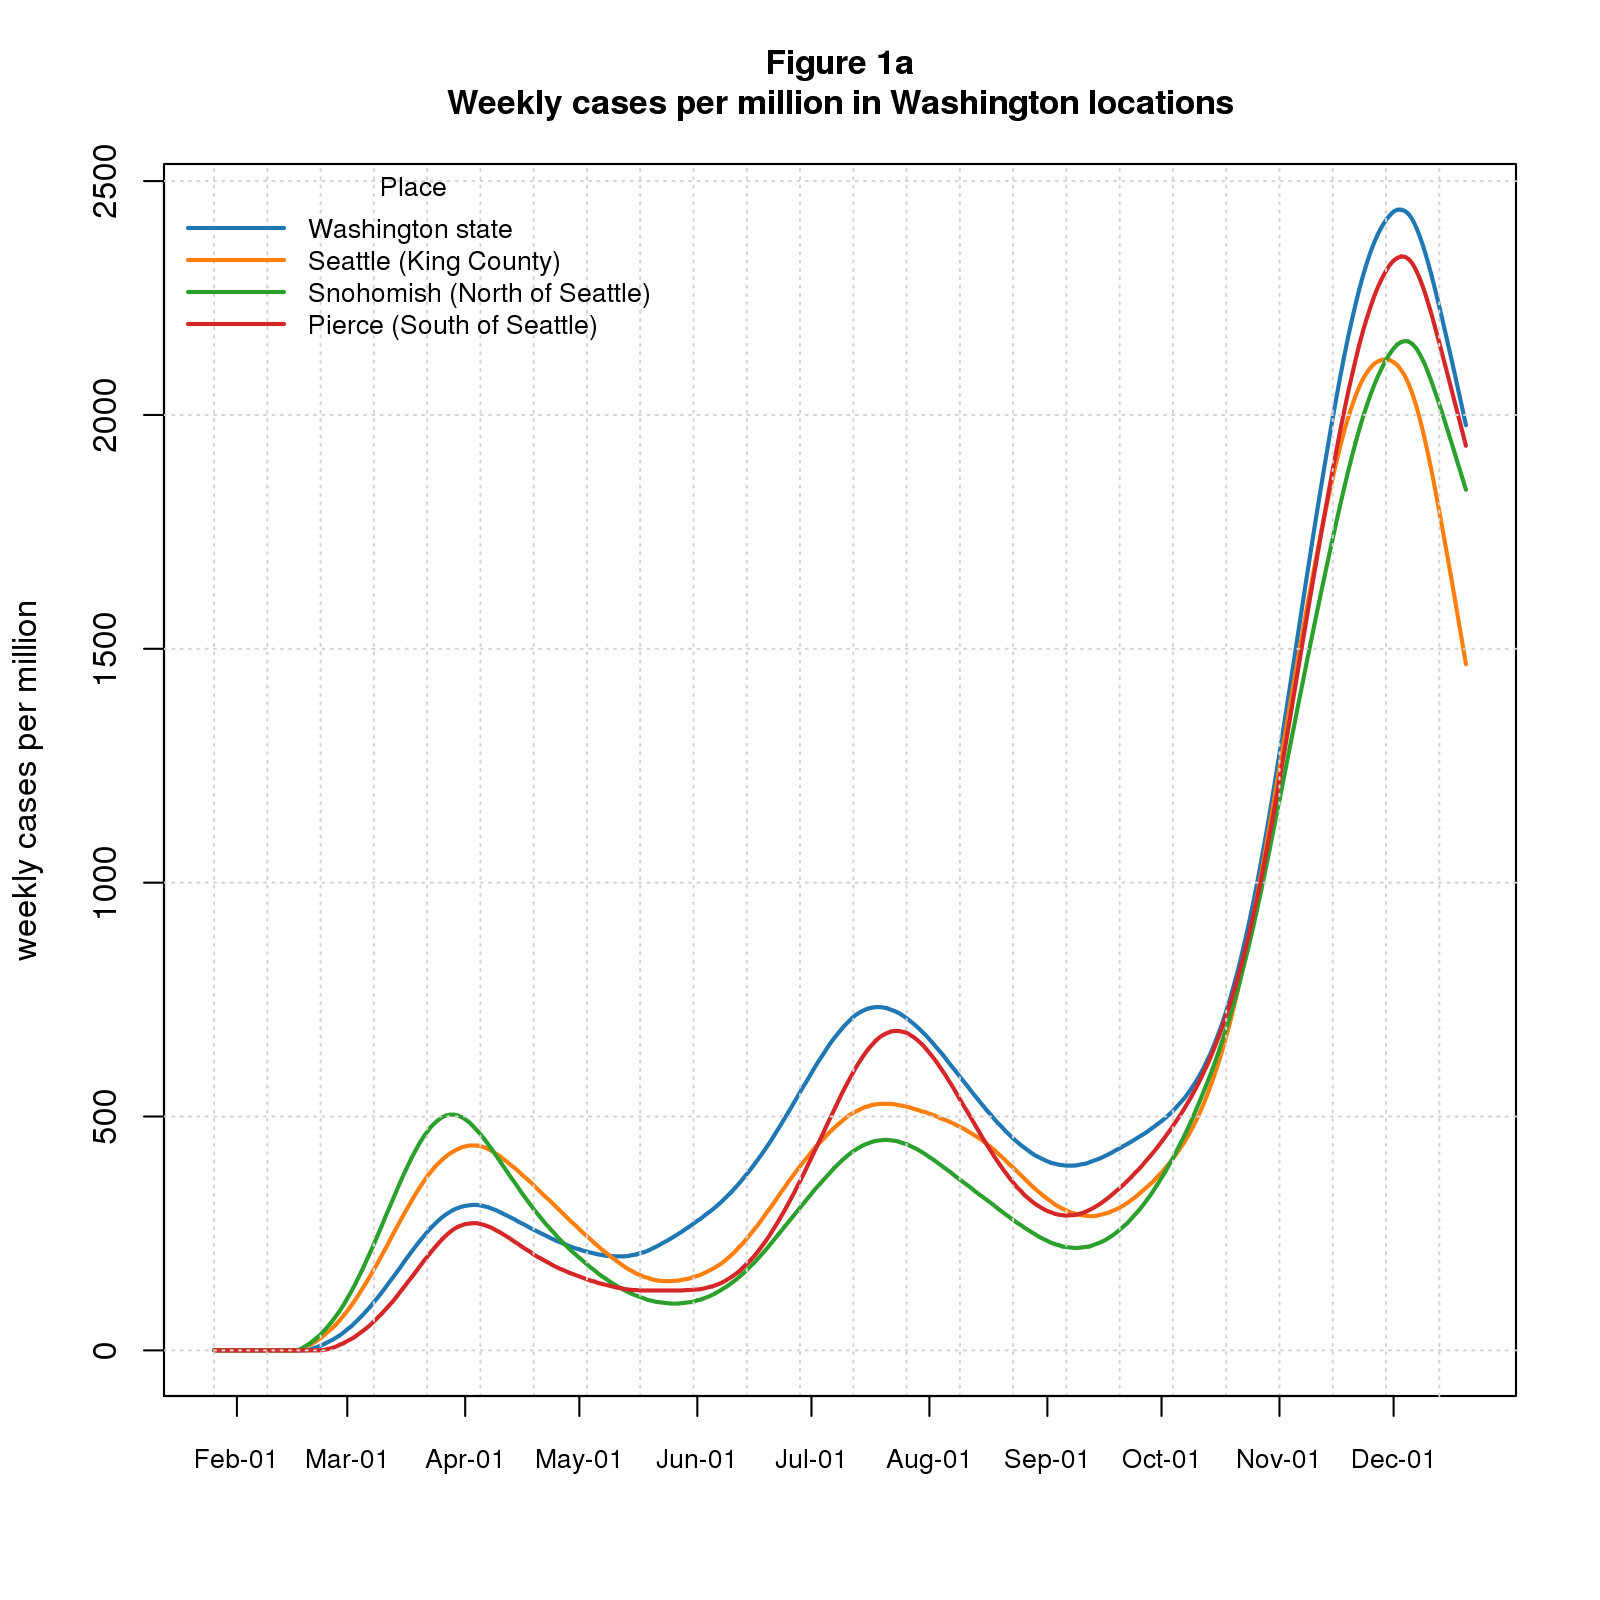 Figure 1a
Weekly cases per million in Washington locations
Place
Washington state
Seattle (King County)
Snohomish (North of Seattle)
Pierce (South of Seattle)
weekly cases per million
2500
2000
1500
1000
500
0
Feb-01 Mar-01 Apr-01 May-01 Jun-01 Jul-01 Aug-01 Sep-01 Oct-01 Nov-01 Dec-01